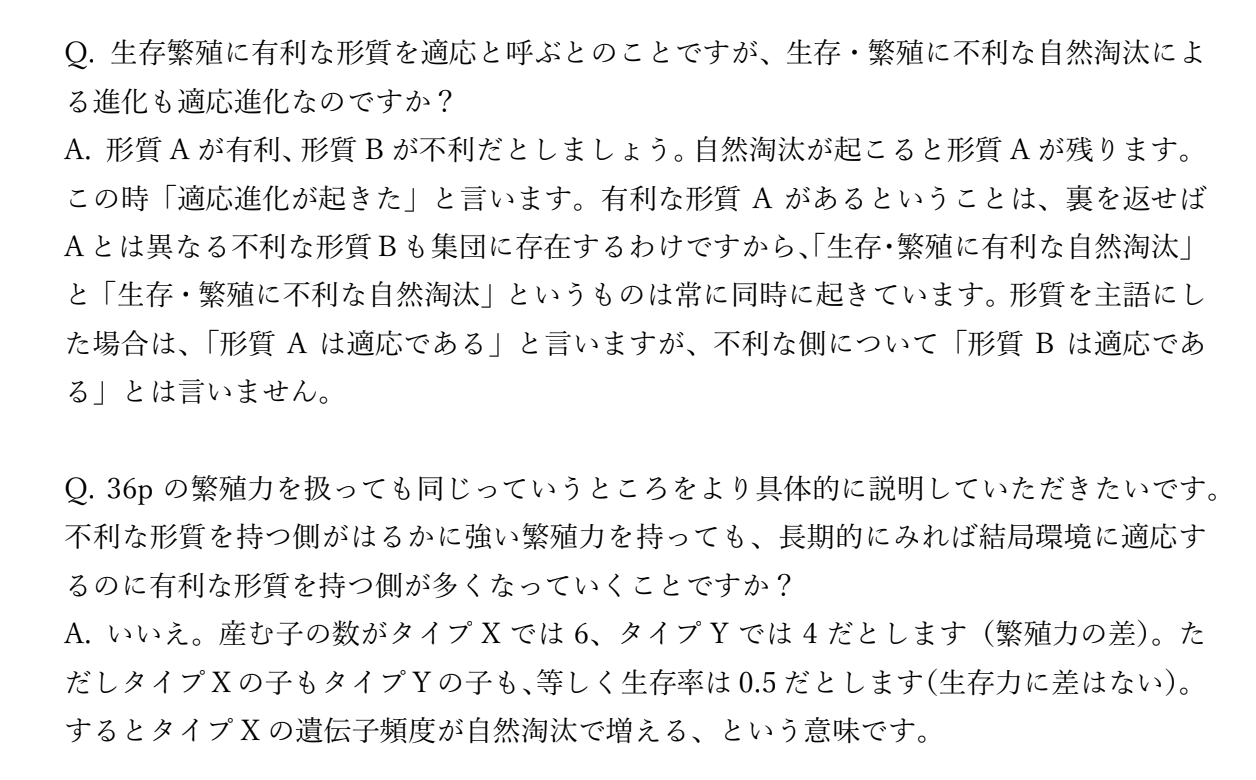 Q. 生存繁殖に有利な形質を適応と呼ぶとのことですが、生存・繁殖に不利な自然淘汰によ
る進化も適応進化なのですか？
A. 形質 A が有利、形質 B が不利だとしましょう。自然淘汰が起こると形質 A が残ります。
この時「適応進化が起きた」と言います。有利な形質 A があるということは、裏を返せば
A とは異なる不利な形質 B も集団に存在するわけですから、「生存・繁殖に有利な自然淘汰」
と「生存・繁殖に不利な自然淘汰」というものは常に同時に起きています。形質を主語にし
た場合は、「形質 A は適応である」と言いますが、不利な側について「形質 B は適応であ
る」とは言いません。
Q. 36p の繁殖力を扱っても同じっていうところをより具体的に説明していただきたいです。
不利な形質を持つ側がはるかに強い繁殖力を持っても、長期的にみれば結局環境に適応す
るのに有利な形質を持つ側が多くなっていくことですか？
A. いいえ。産む子の数がタイプ X では 6、タイプ Y では 4 だとします（繁殖力の差）。た
だしタイプ X の子もタイプ Y の子も、等しく生存率は 0.5 だとします（生存力に差はない）。
するとタイプ X の遺伝子頻度が自然淘汰で増える、という意味です。